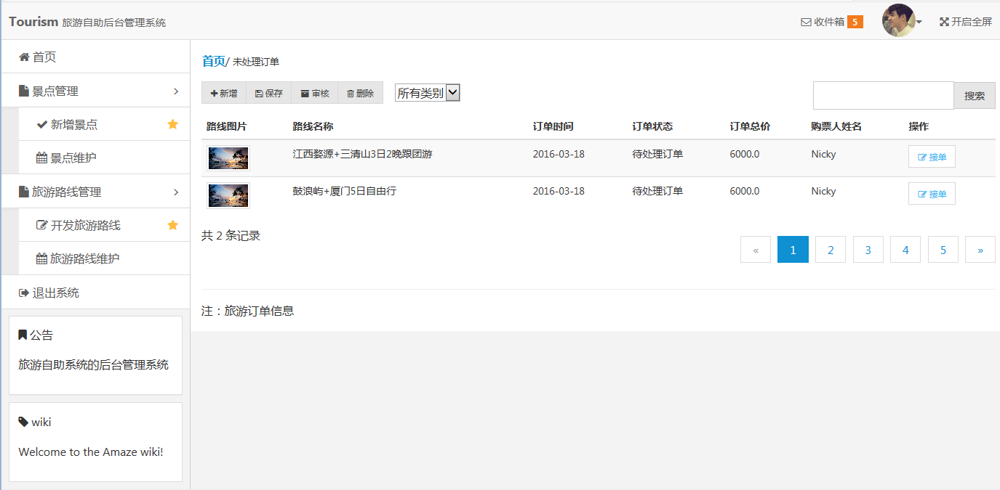 Tourism 旅游自助后台管理系统
收件箱 5
开启全屏
首页
景点管理
新增景点
景点维护
旅游路线管理
开发旅游路线
旅游路线维护
退出系统
公告
旅游自助系统的后台管理系统
wiki
Welcome to the Amaze wiki!
首页/ 未处理订单
新增 保存 审核 删除 所有类别 搜索
路线图片 路线名称 订单时间 订单状态 订单总价 购票人姓名 操作
江西婺源+三清山3日2晚跟团游 2016-03-18 待处理订单 6000.0 Nicky 接单
鼓浪屿+厦门5日自由行 2016-03-18 待处理订单 6000.0 Nicky 接单
共 2 条记录
« 1 2 3 4 5 »
注：旅游订单信息